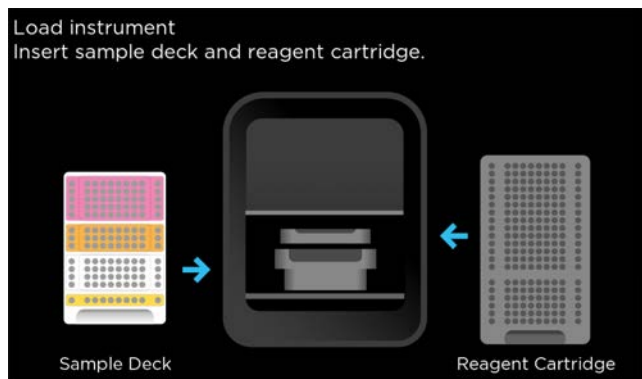 Load instrument
Insert sample deck and reagent cartridge.
Sample Deck
Reagent Cartridge